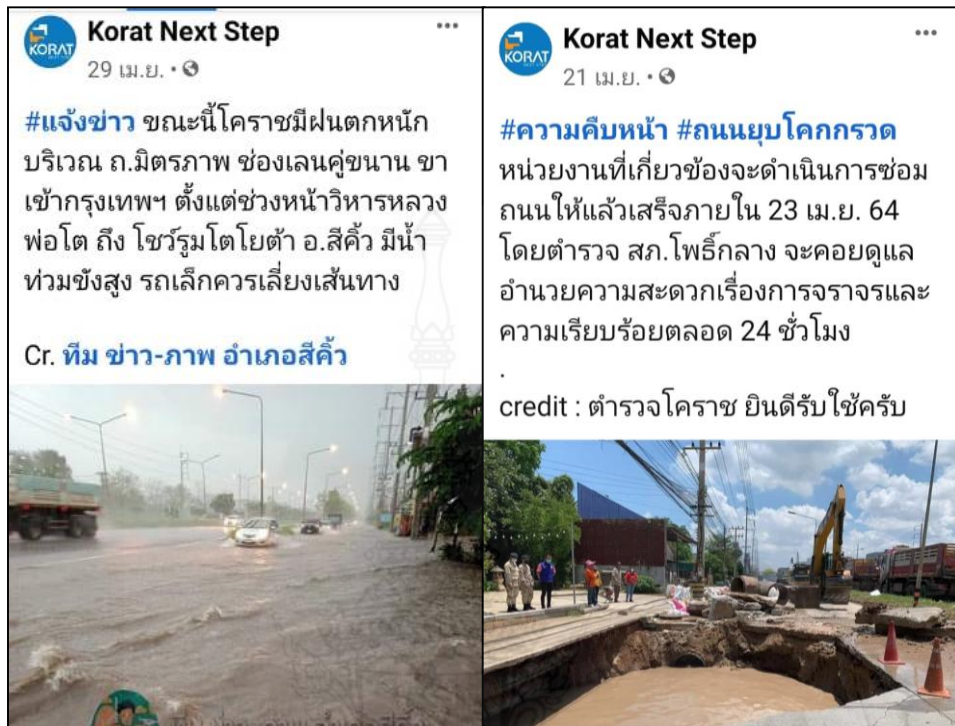 Korat Next Step
29 เม.ย.
#แจ้งข่าว ขณะนี้โคราชมีฝนตกหนัก
บริเวณ ถ.มิตรภาพ ช่องเลนคู่ขนาน ขา
เข้ากรุงเทพฯ ตั้งแต่ช่วงหน้าวิหารหลวง
พ่อโต ถึง โชว์รูมโตโยต้า อ.สีคิ้ว มีน้ำ
ท่วมขังสูง รถเล็กควรเลี่ยงเส้นทาง
Cr. ทีม ข่าว-ภาพ อำเภอสีคิ้ว
KORAT
Korat Next Step
21 เม.ย.
#ความคืบหน้า #ถนนยุบโคกกรวด
หน่วยงานที่เกี่ยวข้องจะดำเนินการซ่อม
ถนนให้แล้วเสร็จภายใน 23 เม.ย. 64
โดยตำรวจ สภ.โพธิ์กลาง จะคอยดูแล
อำนวยความสะดวกเรื่องการจราจรและ
ความเรียบร้อยตลอด 24 ชั่วโมง
.
credit : ตำรวจโคราช ยินดีรับใช้ครับ
KORAT